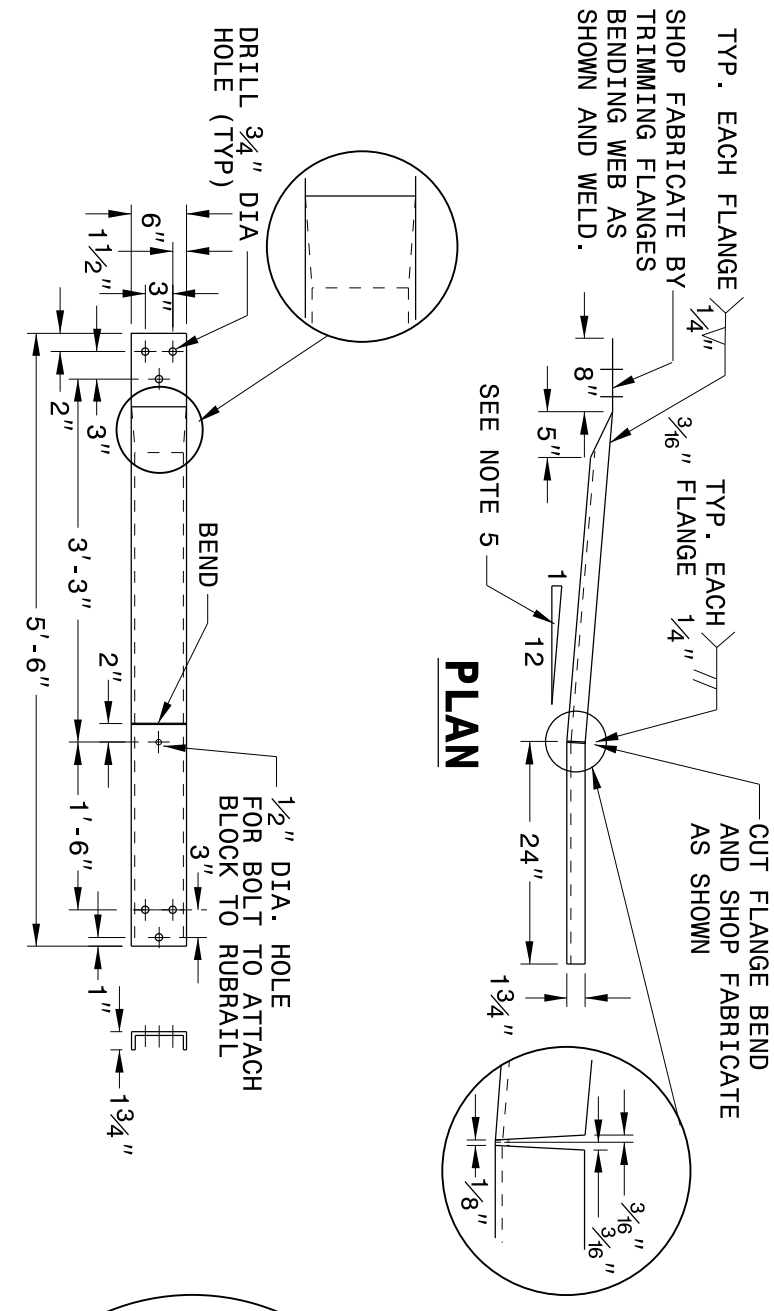 TYP. EACH FLANGE
1/4"
SHOP FABRICATE BY
TRIMMING FLANGES
BENDING WEB AS
SHOWN AND WELD.
8"
5"
3/16"
TYP. EACH
FLANGE
1/4"
SEE NOTE 5
1
12
CUT FLANGE BEND
AND SHOP FABRICATE
AS SHOWN
24"
1 3/4"
3/16"
3/16"
1/8"
PLAN
DRILL 3/4" DIA
HOLE (TYP)
6"
1 1/2"
3"
2"
3"
BEND
3'-3"
2"
5'-6"
1/2" DIA. HOLE
FOR BOLT TO ATTACH
BLOCK TO RUBRAIL
3"
1'-6"
1"
1 3/4"